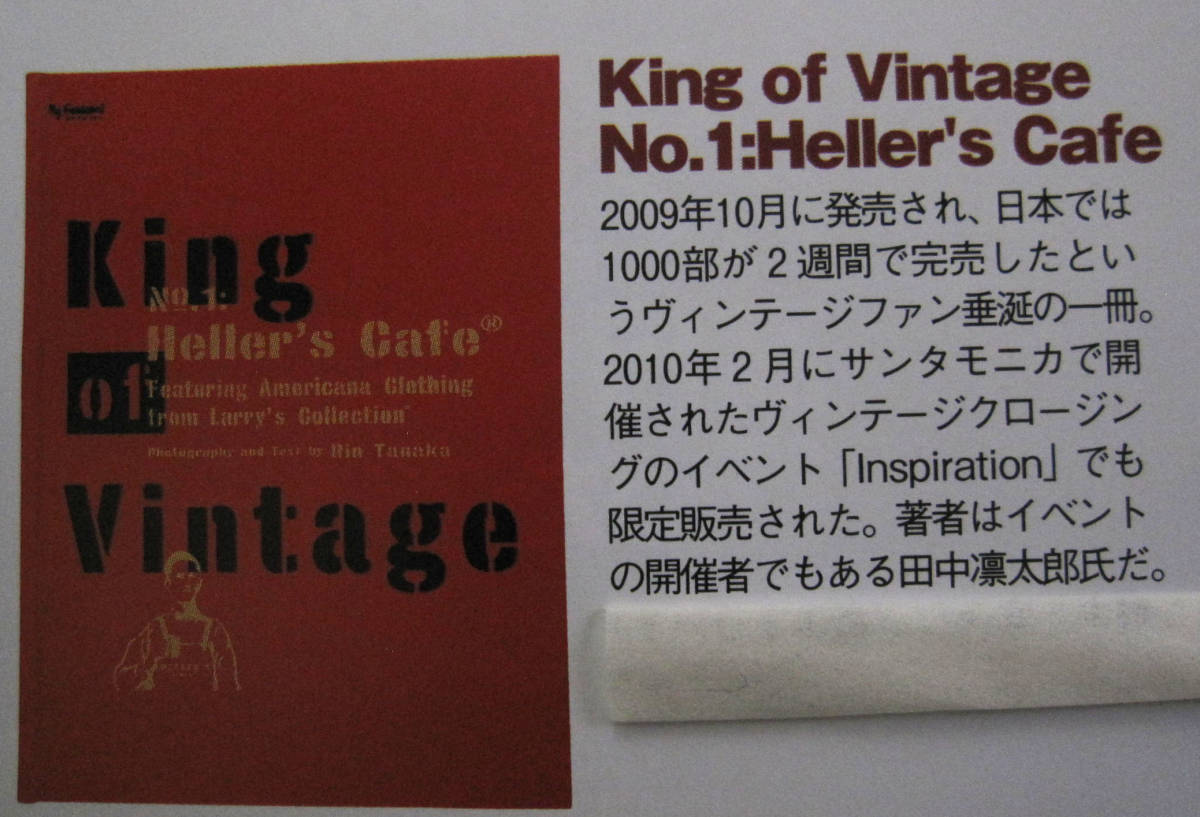 My Freedamn!
King
of
Vintage
No.1:
Heller's Cafe®
Featuring Americana Clothing
from Larry's Collection
Photography and Text by Rin Tanaka
King of Vintage
No.1:Heller's Cafe
2009年10月に発売され、日本では
1000部が2週間で完売したとい
うヴィンテージファン垂涎の一冊。
2010年2月にサンタモニカで開
催されたヴィンテージクロージン
グのイベント「Inspiration」でも
限定販売された。著者はイベント
の開催者でもある田中凛太郎氏だ。